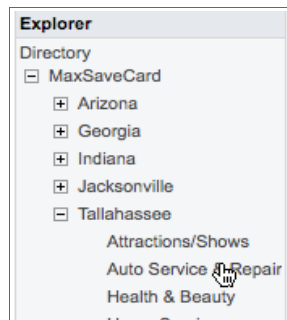 Explorer
Directory
MaxSaveCard
Arizona
Georgia
Indiana
Jacksonville
Tallahassee
Attractions/Shows
Auto Service & Repair
Health & Beauty